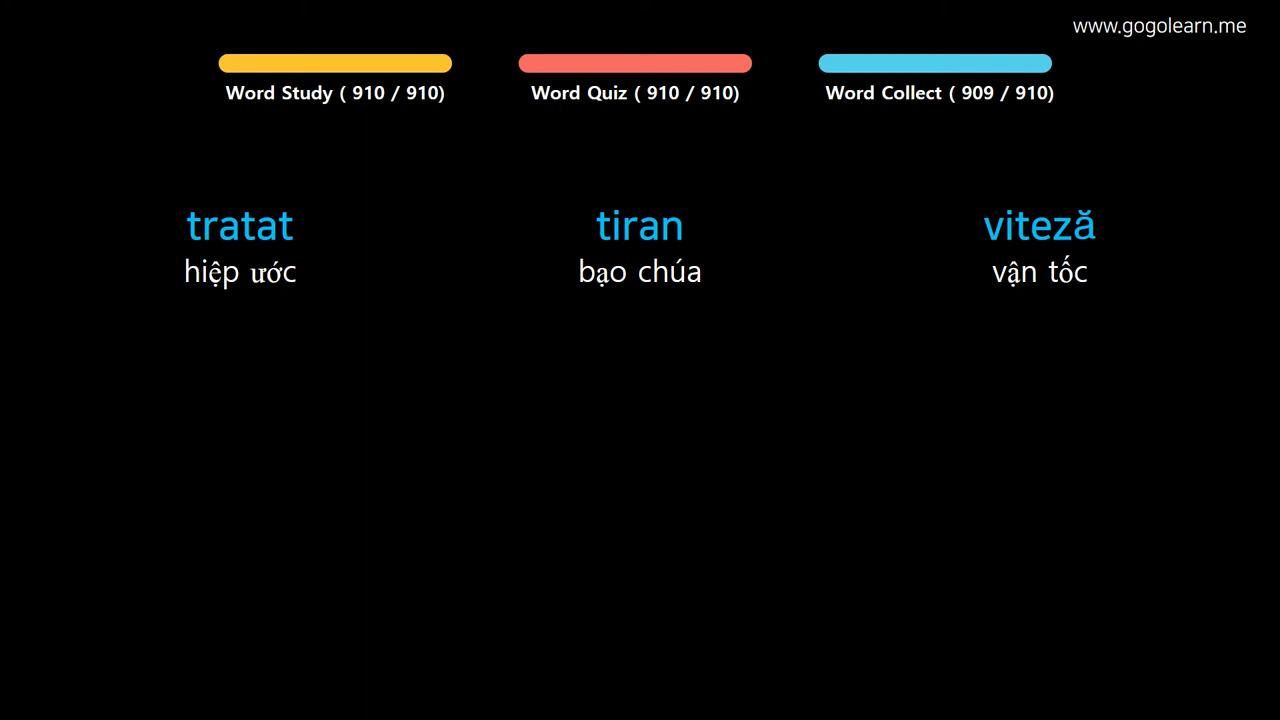 www.gogolearn.me
Word Study ( 910 / 910)
Word Quiz ( 910 / 910)
Word Collect ( 909 / 910)
tratat
hiệp ước
tiran
bạo chúa
viteză
vận tốc